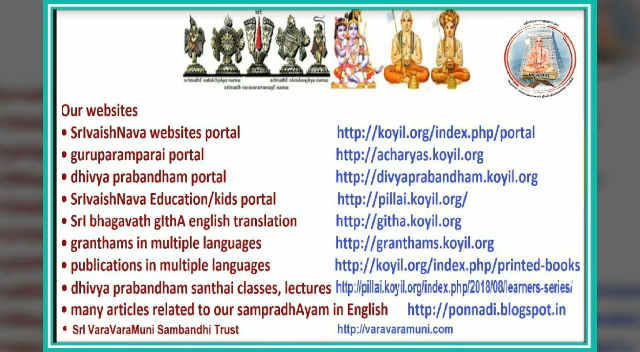 Our websites
• SrIvaishNava websites portal http://koyil.org/index.php/portal
• guruparamparai portal http://acharyas.koyil.org
• dhivya prabandham portal http://divyaprabandham.koyil.org
• SrIvaishNava Education/kids portal http://pillai.koyil.org/
• SrI bhagavath gIthA english translation http://githa.koyil.org
• granthams in multiple languages http://granthams.koyil.org
• publications in multiple languages http://koyil.org/index.php/printed-books
• dhivya prabandham santhai classes, lectures http://pillai.koyil.org/index.php/2018/08/learners-series/
• many articles related to our sampradhAyam in English http://ponnadi.blogspot.in
• SrI VaraVaraMuni Sambandhi Trust http://varavaramuni.com